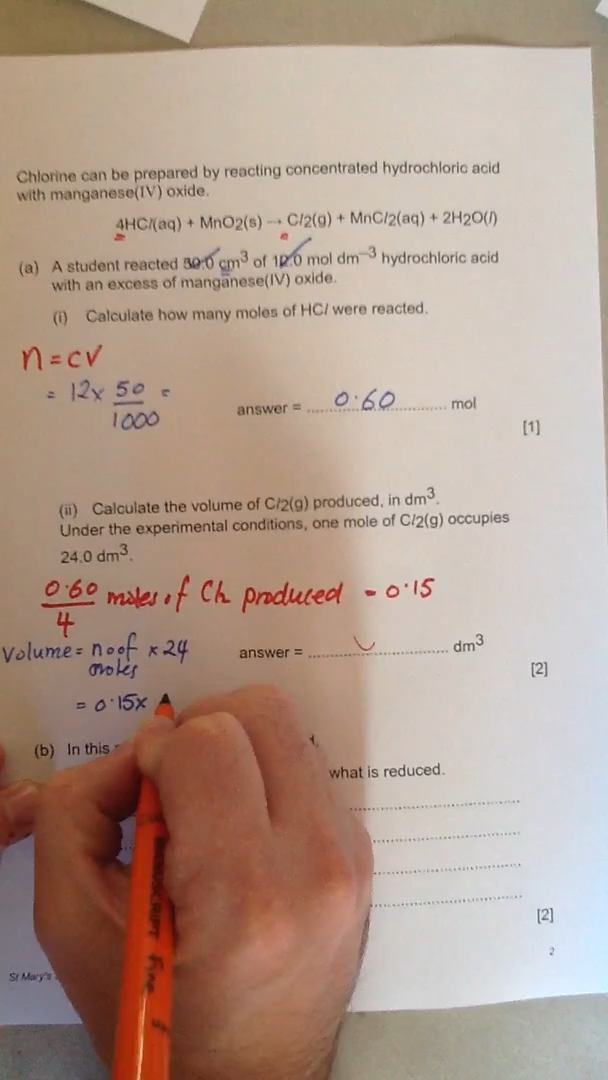 Chlorine can be prepared by reacting concentrated hydrochloric acid
with manganese(IV) oxide.
4HCl(aq) + MnO2(s) → Cl2(g) + MnCl2(aq) + 2H2O(l)
(a) A student reacted 50.0 cm3 of 12.0 mol dm−3 hydrochloric acid
with an excess of manganese(IV) oxide.
(i) Calculate how many moles of HCl were reacted.
n = cv
= 12 x 50 =
1000
answer = 0.60 mol
[1]
(ii) Calculate the volume of Cl2(g) produced, in dm3.
Under the experimental conditions, one mole of Cl2(g) occupies
24.0 dm3.
0.60 moles of Cl2 produced = 0.15
4
volume = no of x 24
moles
answer = dm3
[2]
= 0.15x
(b) In this
what is reduced.
[2]
2
St Mary's